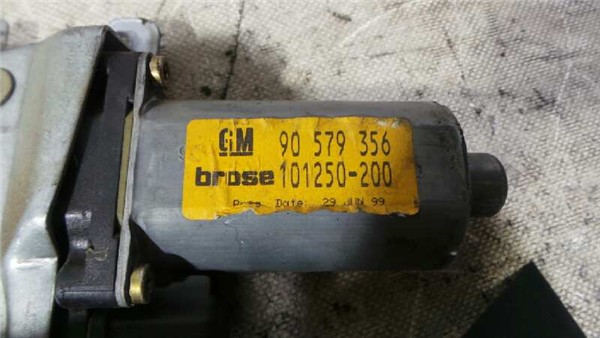 GM 90 579 356
brose 101250-200
Date: 29 JUN 99